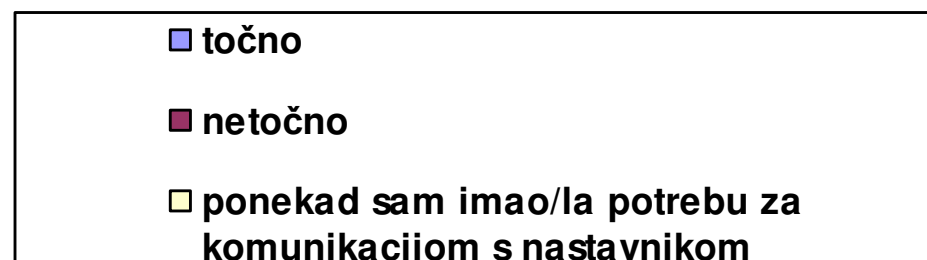 točno
netočno
ponekad sam imao/la potrebu za
komunikacijom s nastavnikom